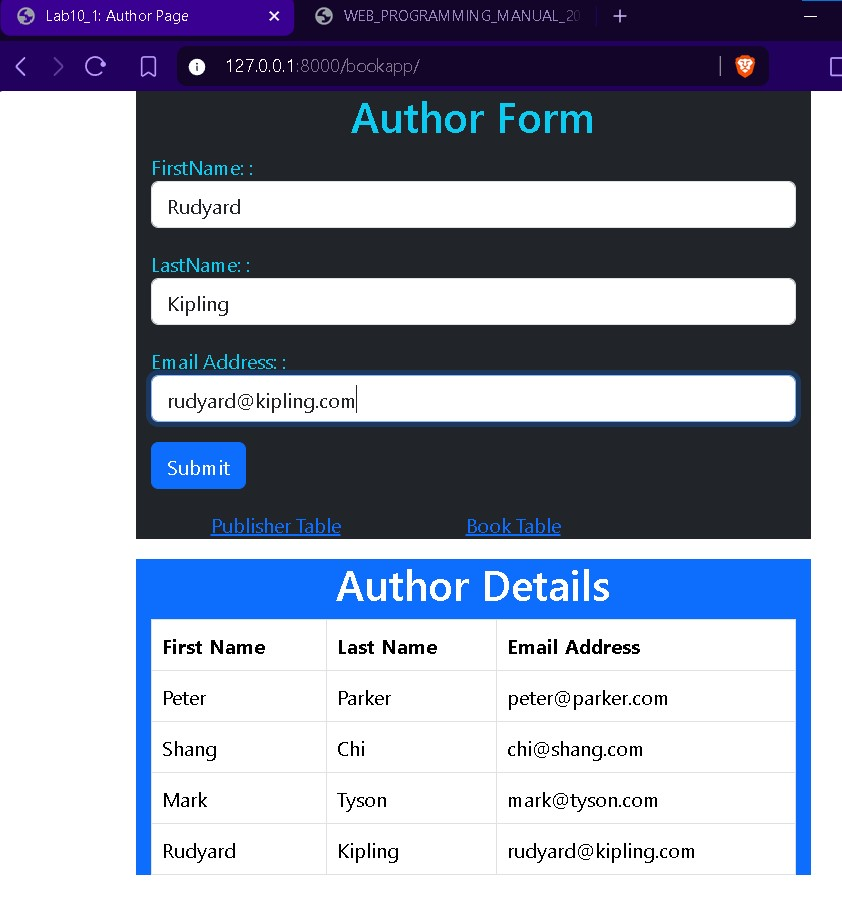 Lab10_1: Author Page
WEB_PROGRAMMING_MANUAL_20
127.0.0.1:8000/bookapp/
Author Form
FirstName: :
Rudyard
LastName: :
Kipling
Email Address: :
rudyard@kipling.com
Submit
Publisher Table Book Table
Author Details
First Name Last Name Email Address
Peter Parker peter@parker.com
Shang Chi chi@shang.com
Mark Tyson mark@tyson.com
Rudyard Kipling rudyard@kipling.com